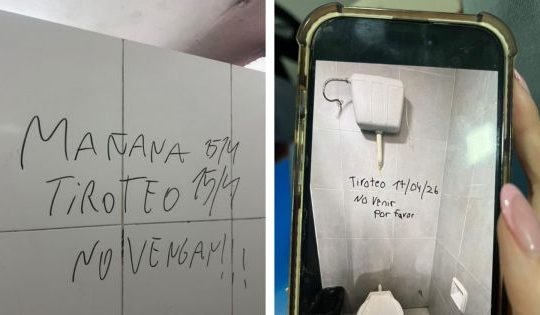 MAÑANA 15/4
TIROTEO 15/4
NO VENGAN!!!
Tiroteo 17/04/26
No venir
por favor